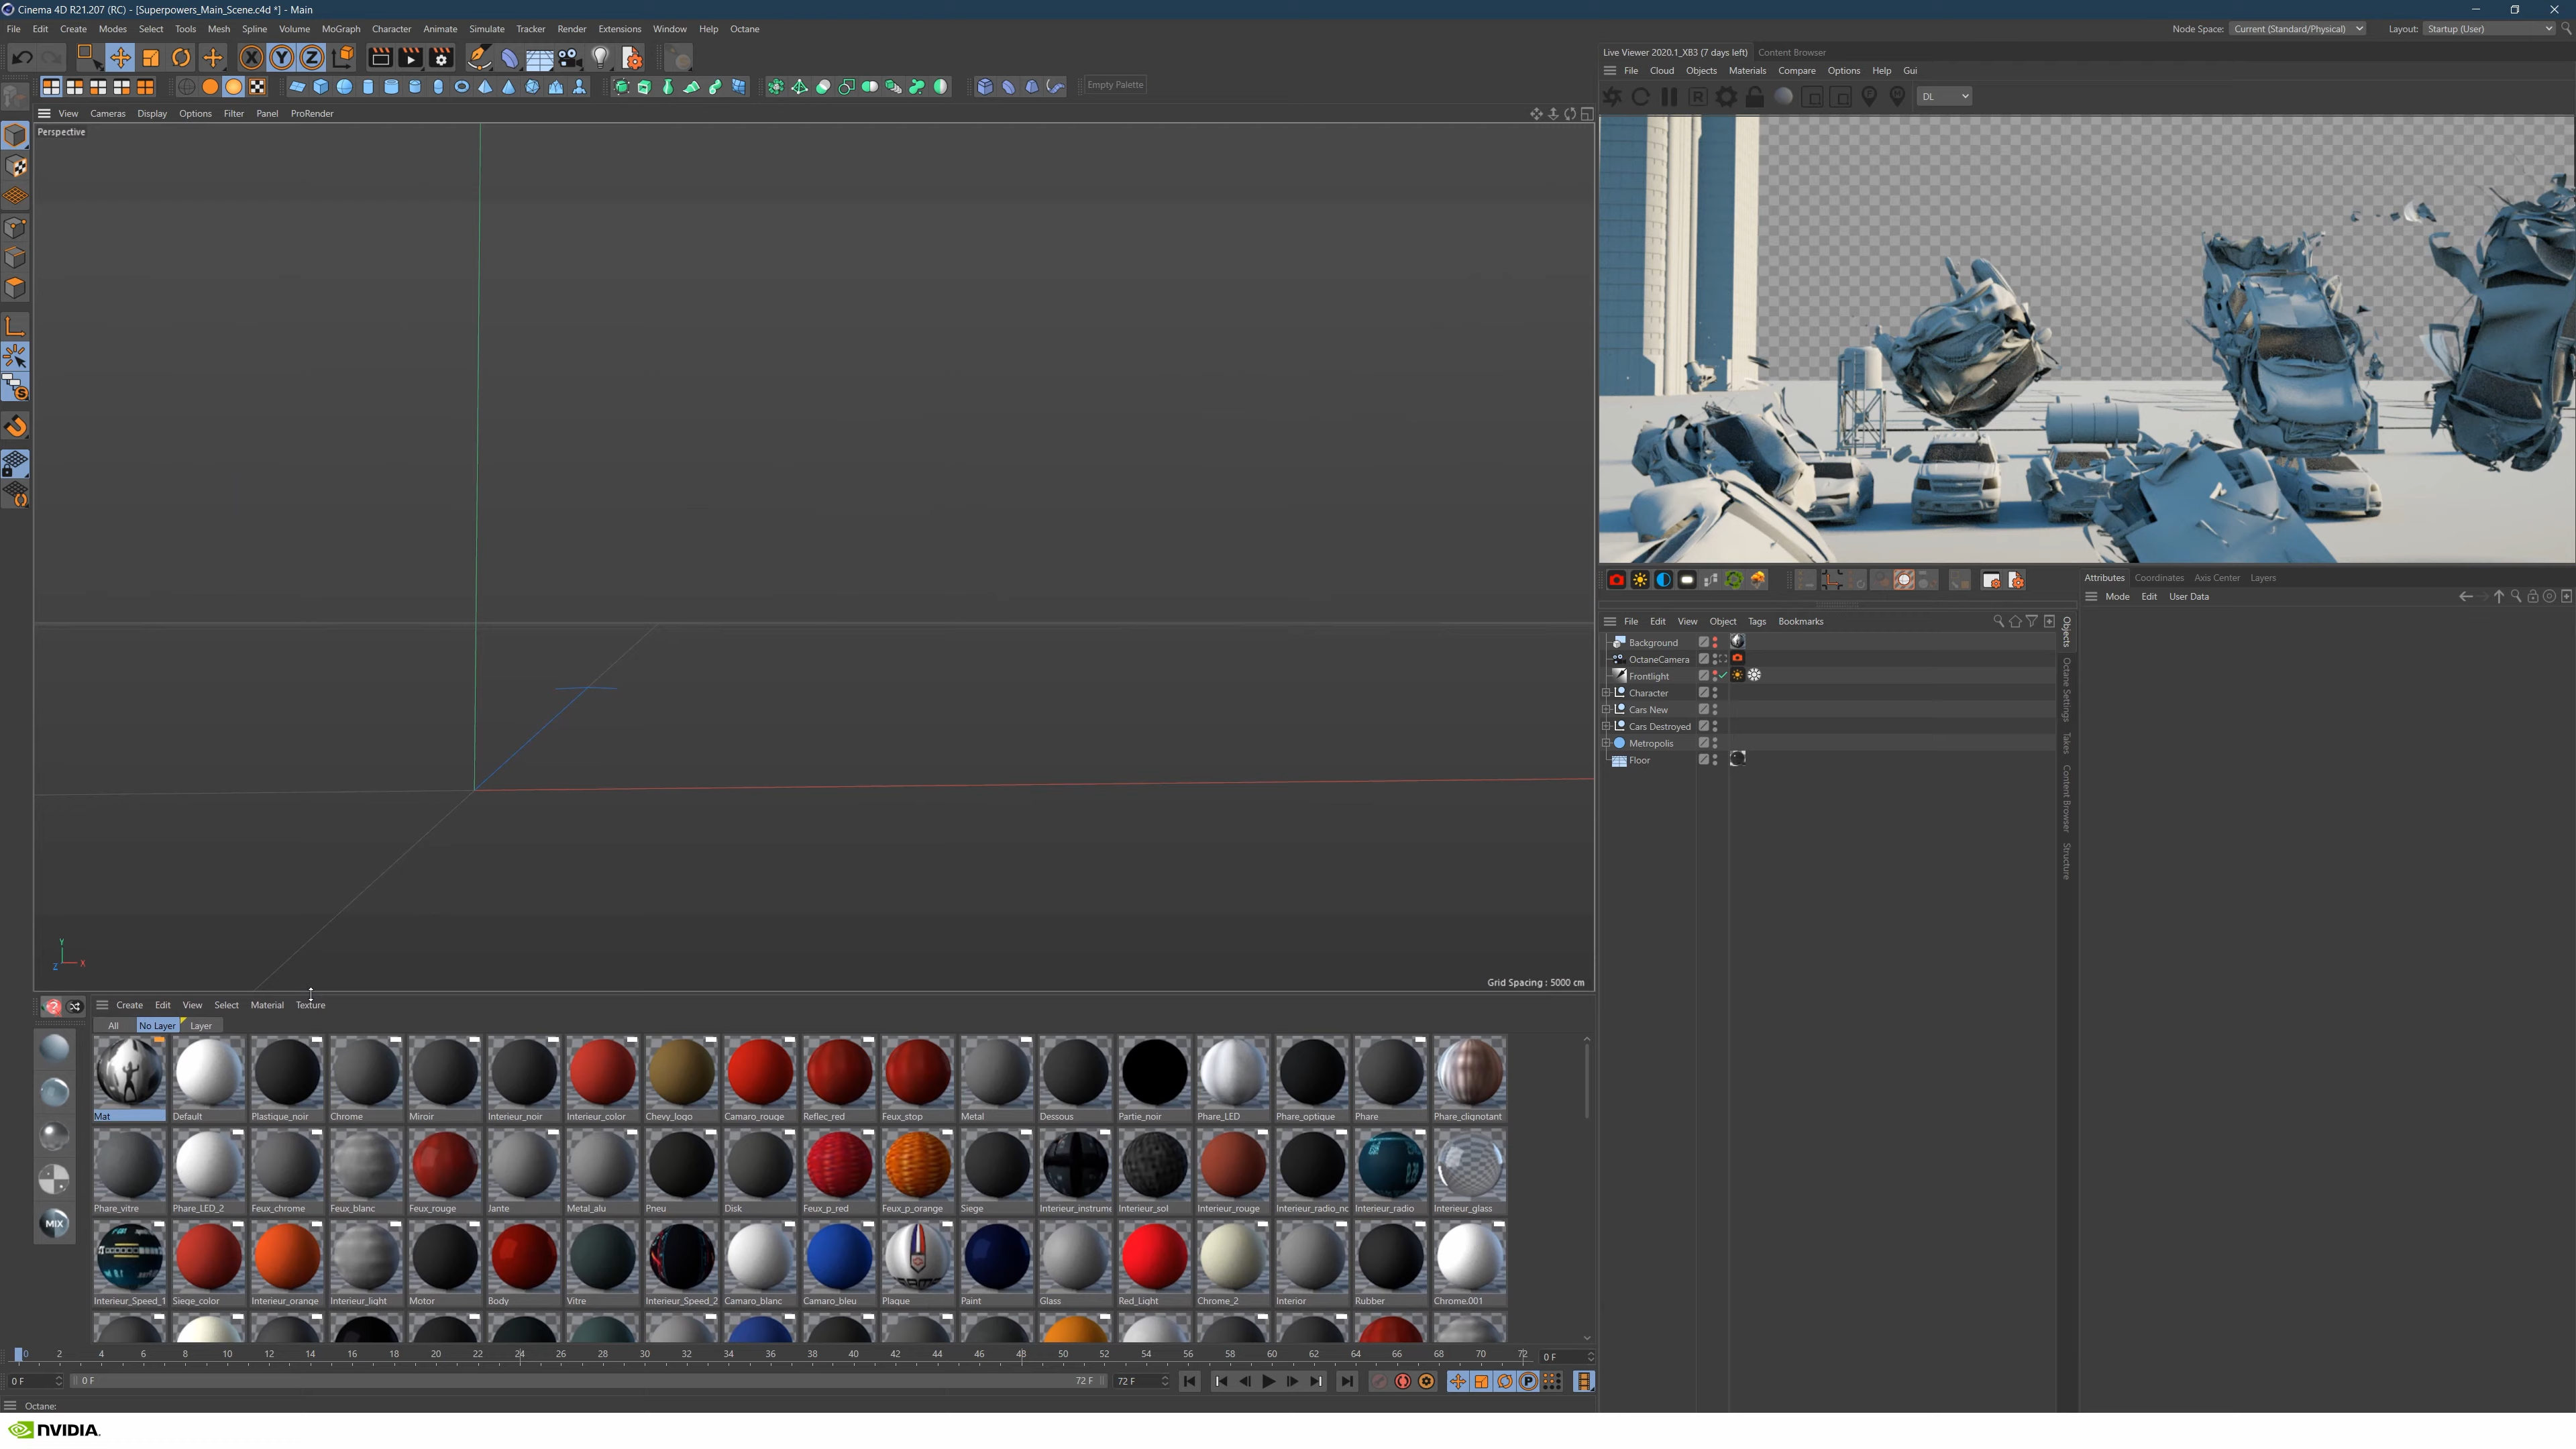 Cinema 4D R21.207 (RC) - [Superpowers_Main_Scene.c4d *] - Main
File Edit Create Modes Select Tools Mesh Spline Volume MoGraph Character Animate Simulate Tracker Render Extensions Window Help Octane
Node Space: Current (Standard/Physical) Layout: Startup (User)
Live Viewer 2020.1_XB3 (7 days left) Content Browser
File Cloud Objects Materials Compare Options Help Gui
Empty Palette
DL
View Cameras Display Options Filter Panel ProRender
Perspective
Attributes Coordinates Axis Center Layers
Mode Edit User Data
File Edit View Object Tags Bookmarks
Background
OctaneCamera
Frontlight
Character
Cars New
Cars Destroyed
Metropolis
Floor
Objects
Octane Settings
Takes
Content Browser
Structure
Y
Z X
Grid Spacing : 5000 cm
Create Edit View Select Material Texture
All No Layer Layer
Mat Default Plastique_noir Chrome Miroir Interieur_noir Interieur_color Chevy_logo Camaro_rouge Reflec_red Feux_stop Metal Dessous Partie_noir Phare_LED Phare_optique Phare Phare_clignotant
Phare_vitre Phare_LED_2 Feux_chrome Feux_blanc Feux_rouge Jante Metal_alu Pneu Disk Feux_p_red Feux_p_orange Siege Interieur_instrume Interieur_sol Interieur_rouge Interieur_radio_nc Interieur_radio Interieur_glass
MIX
Interieur_Speed_1 Siege_color Interieur_orange Interieur_light Motor Body Vitre Interieur_Speed_2 Camaro_blanc Camaro_bleu Plaque Paint Glass Red_Light Chrome_2 Interior Rubber Chrome.001
0 2 4 6 8 10 12 14 16 18 20 22 24 26 28 30 32 34 36 38 40 42 44 46 48 50 52 54 56 58 60 62 64 66 68 70 72 0 F
0 F 0 F 72 F 72 F
Octane:
NVIDIA.